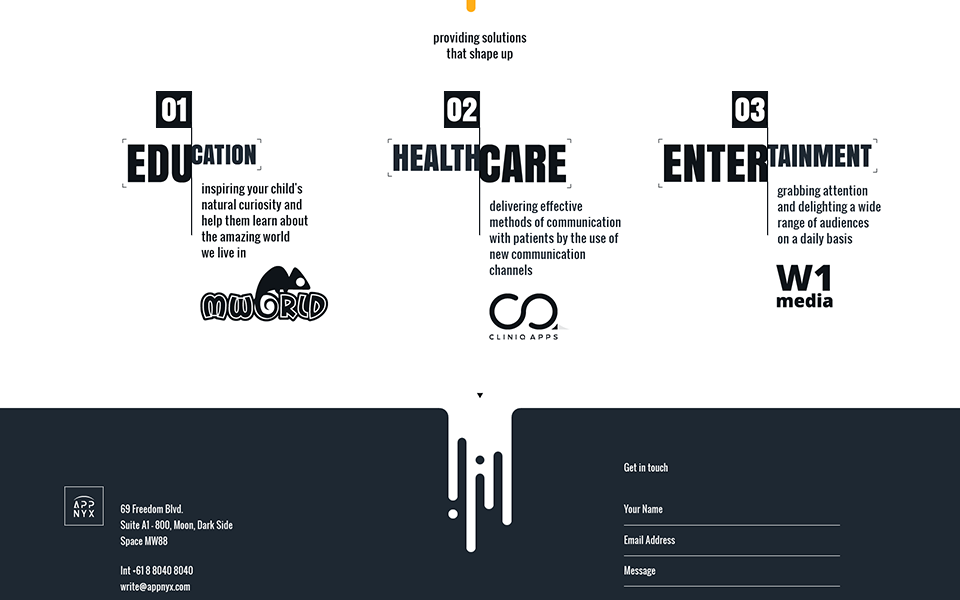 providing solutions
that shape up
01
EDUCATION
inspiring your child's
natural curiosity and
help them learn about
the amazing world
we live in
MWORLD
02
HEALTHCARE
delivering effective
methods of communication
with patients by the use of
new communication
channels
CLINIQ APPS
03
ENTERTAINMENT
grabbing attention
and delighting a wide
range of audiences
on a daily basis
W1
media
APP
NYX
69 Freedom Blvd.
Suite A1 - 800, Moon, Dark Side
Space MW88
Int +61 8 8040 8040
write@appnyx.com
Get in touch
Your Name
Email Address
Message